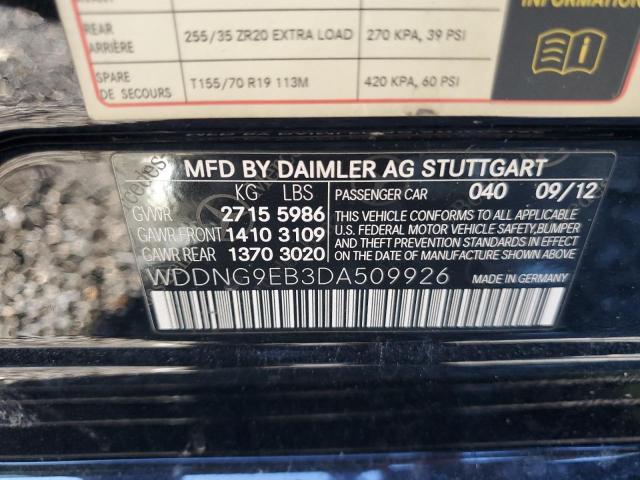 REAR
ARRIÈRE
255/35 ZR20 EXTRA LOAD
270 KPA, 39 PSI
SPARE
DE SECOURS
T155/70 R19 113M
420 KPA, 60 PSI
INFORMATION
MFD BY DAIMLER AG STUTTGART
KG LBS
GVWR 2715 5986
GAWR FRONT 1410 3109
GAWR REAR 1370 3020
PASSENGER CAR 040 09/12
THIS VEHICLE CONFORMS TO ALL APPLICABLE
U.S. FEDERAL MOTOR VEHICLE SAFETY,BUMPER,
AND THEFT PREVENTION STANDARDS IN
EFFECT ON THE DATE OF MANUFACTURE SHOWN
ABOVE.
WDDNG9EB3DA509926
MADE IN GERMANY